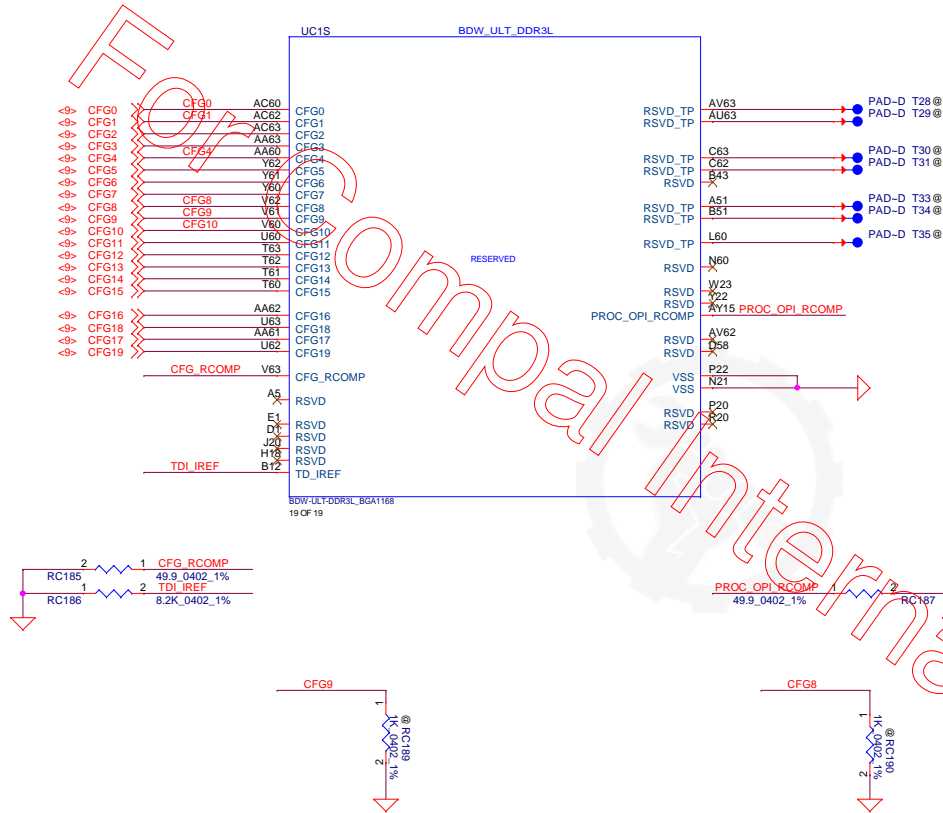 UC1S
BDW_ULT_DDR3L
<9> CFG0 CFG0 AC60 CFG0
<9> CFG1 CFG1 AC62 CFG1
<9> CFG2 AC63 CFG2
<9> CFG3 AA63 CFG3
<9> CFG4 CFG4 AA60 CFG4
<9> CFG5 Y62 CFG5
<9> CFG6 Y61 CFG6
<9> CFG7 Y60 CFG7
<9> CFG8 CFG8 V62 CFG8
<9> CFG9 CFG9 V61 CFG9
<9> CFG10 CFG10 V60 CFG10
<9> CFG11 U60 CFG11
<9> CFG12 T63 CFG12
<9> CFG13 T62 CFG13
<9> CFG14 T61 CFG14
<9> CFG15 T60 CFG15
<9> CFG16 AA62 CFG16
<9> CFG18 U63 CFG18
<9> CFG17 AA61 CFG17
<9> CFG19 U62 CFG19
CFG_RCOMP V63 CFG_RCOMP
A5 RSVD
E1 RSVD
D1 RSVD
J20 RSVD
H18 RSVD
TDI_IREF B12 TD_IREF
RESERVED
RSVD_TP AV63 PAD~D T28 @
RSVD_TP AU63 PAD~D T29 @
RSVD_TP C63 PAD~D T30 @
RSVD_TP C62 PAD~D T31 @
RSVD B43
RSVD_TP A51 PAD~D T33 @
RSVD_TP B51 PAD~D T34 @
RSVD_TP L60 PAD~D T35 @
RSVD N60
RSVD W23
RSVD Y22
PROC_OPI_RCOMP AY15 PROC_OPI_RCOMP
RSVD AV62
RSVD D58
VSS P22
VSS N21
RSVD P20
RSVD R20
BDW-ULT-DDR3L_BGA1168
19 OF 19
2 1 CFG_RCOMP
RC185 49.9_0402_1%
1 2 TDI_IREF
RC186 8.2K_0402_1%
PROC_OPI_RCOMP 1 2
49.9_0402_1% RC187
CFG9
1
2
@ RC189
1K_0402_1%
CFG8
1
2
@ RC190
1K_0402_1%
For Compal Interna